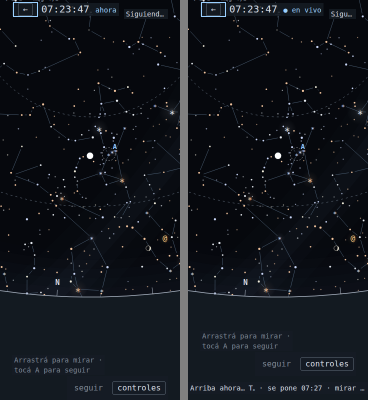 ← 07:23:47 ahora Siguiend…
A
N
Arrastrá para mirar ·
tocá A para seguir
seguir controles
← 07:23:47 ● en vivo Sigu…
A
N
Arrastrá para mirar ·
tocá A para seguir
seguir controles
Arriba ahora… T. · se pone 07:27 · mirar …